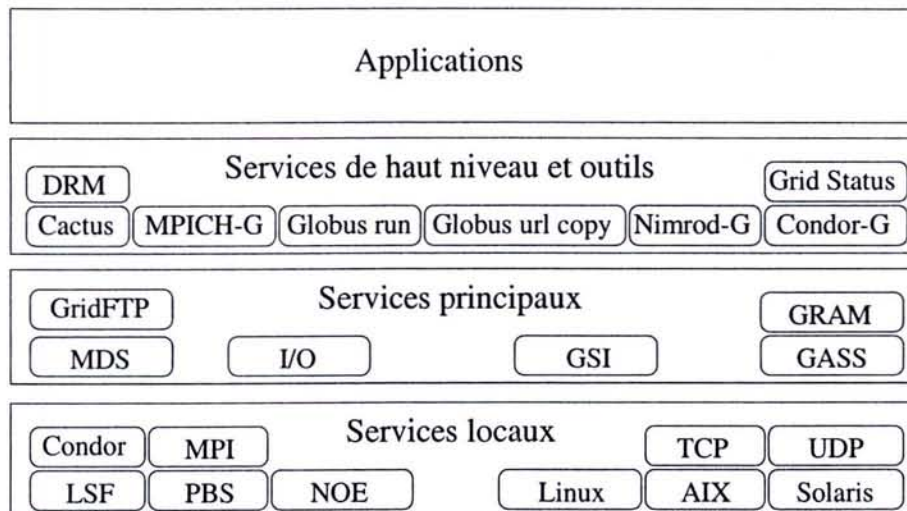 Applications
Services de haut niveau et outils
DRM
Grid Status
Cactus MPICH-G Globus run Globus url copy Nimrod-G Condor-G
Services principaux
GridFTP
GRAM
MDS I/O GSI GASS
Services locaux
Condor MPI TCP UDP
LSF PBS NOE Linux AIX Solaris